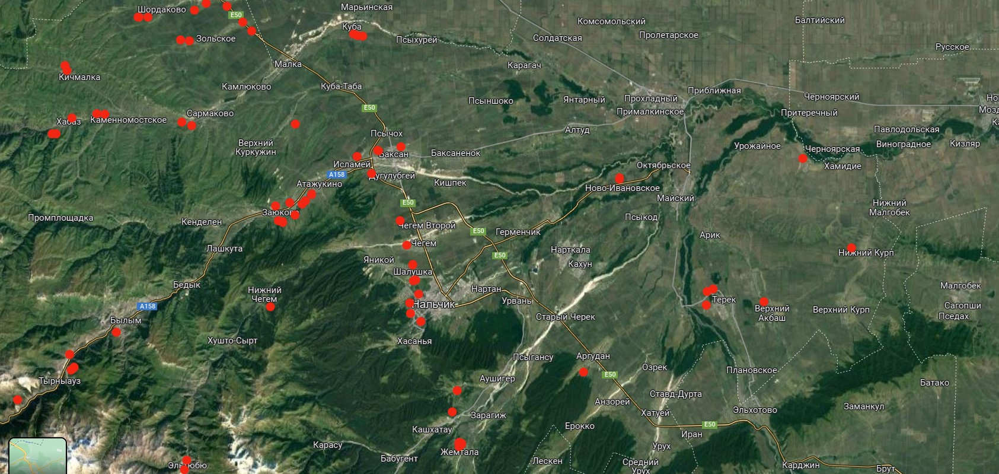 Марьинская
Шордаково
E50
Комсомольский
Балтийский
Куба
Солдатская
Пролетарское
Зольское
Псыхурей
Русское
Малка
Карагач
Кичмалка
Камлюково
Куба-Таба
Приближная
Прохладный
Черноярский
Псыншоко
Янтарный
E50
Прималкинское
Притеречный
Сармаково
Хабаз
Каменномостское
Алтуд
Павлодольская
Псычох
Верхний
Куркужин
Урожайное
Виноградное
Кизляр
Баксан
Баксаненок
Черноярская
Исламей
Октябрьское
Хамидие
A158
Дугулубгей
Атажукино
Кишпек
Ново-Ивановское
Майский
E50
Нижний
Малгобек
Заюково
Промплощадка
Кенделен
Псыкод
Чегем Второй
E50
Герменчик
Арик
Чегем
Лашкута
Нарткала
Нижний Курп
E50
Яникой
Кахун
Шалушка
Бедык
Нижний
Чегем
Нартан
Малгобек
Урвань
Терек
Нальчик
A158
Верхний
Акбаш
Верхний Курп
Сагопши
Старый Черек
Пседах
Былым
Хушто-Сырт
Хасанья
Псыгансу
Аргудан
Озрек
Плановское
E50
Аушигер
Тырныауз
Батако
Ставд-Дурта
Анзорей
Заманкул
Хатуей
Эльхотово
Зарагиж
Ерокко
E50
Кашхатау
Иран
Карасу
Урух
Жемтала
Бабугент
Лескен
Средний
Урух
Эльтюбю
Карджин
Брут